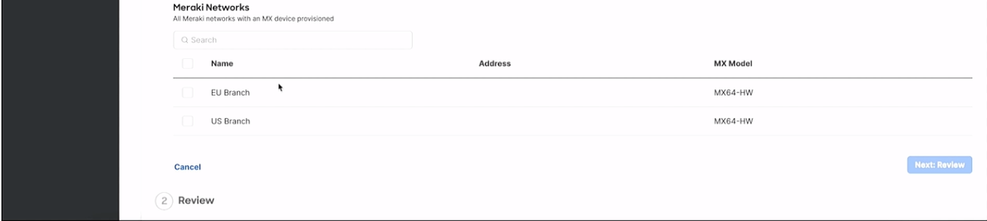 Meraki Networks
All Meraki networks with an MX device provisioned
Search
Name Address MX Model
EU Branch MX64-HW
US Branch MX64-HW
Cancel Next: Review
2 Review